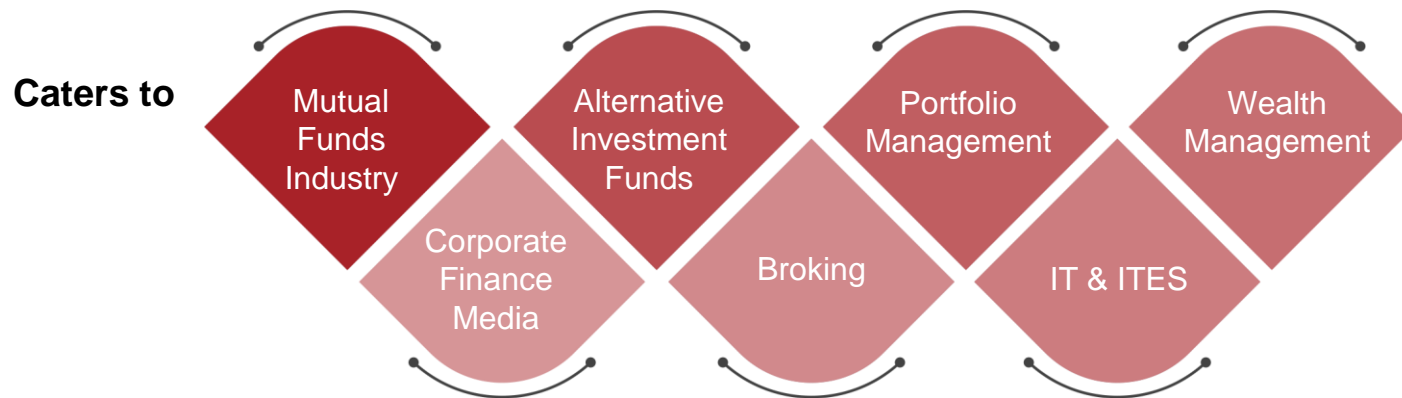 Caters to
Mutual
Funds
Industry
Alternative
Investment
Funds
Portfolio
Management
Wealth
Management
Corporate
Finance
Media
Broking
IT & ITES